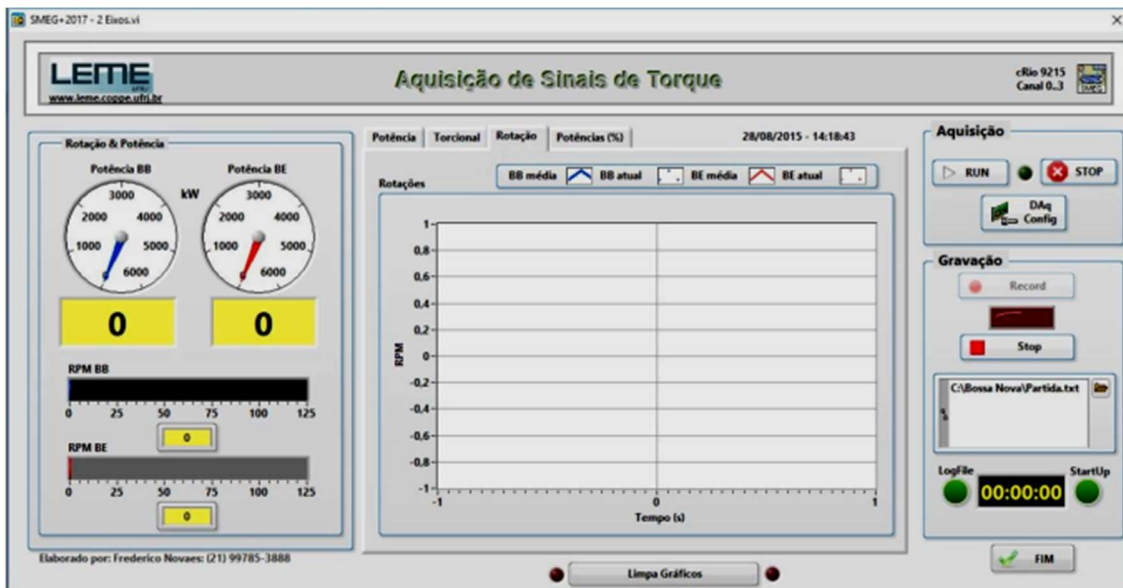 SMEG+2017 - 2 Eixos.vi
LEME
ufrj
www.leme.coppe.ufrj.br
Aquisição de Sinais de Torque
cRio 9215
Canal 0..3
SMEG
Rotação & Potência
Potência BB
kW
Potência BE
0
1000
2000
3000
4000
5000
6000
0
1000
2000
3000
4000
5000
6000
0
0
RPM BB
0 25 50 75 100 125
0
RPM BE
0 25 50 75 100 125
0
Elaborado por: Frederico Novaes: (21) 99785-3888
Potência Torcional Rotação Potências (%)
28/08/2015 - 14:18:43
BB média BB atual BE média BE atual
Rotações
RPM
1
0,8
0,6
0,4
0,2
0
-0,2
-0,4
-0,6
-0,8
-1
-1 0 1
Tempo (s)
Limpa Gráficos
Aquisição
RUN
STOP
DAq
Config
Gravação
Record
Stop
C:\Bossa Nova\Partida.txt
LogFile
00:00:00
StartUp
FIM